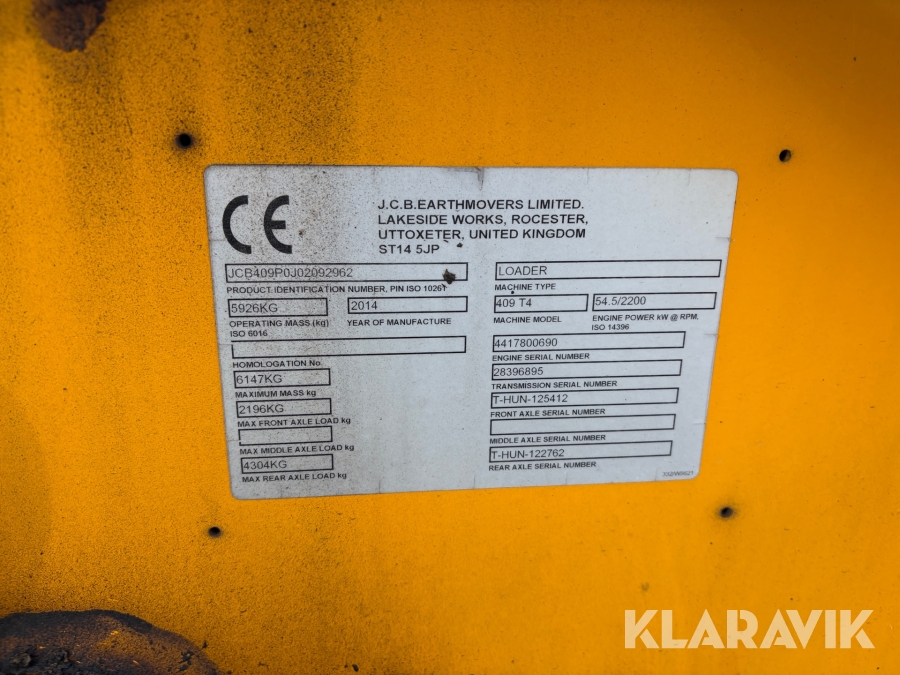 CE
J.C.B.EARTHMOVERS LIMITED.
LAKESIDE WORKS, ROCESTER,
UTTOXETER, UNITED KINGDOM
ST14 5JP
JCB409P0J02092962
PRODUCT IDENTIFICATION NUMBER, PIN ISO 10261
5926KG
OPERATING MASS (kg)
ISO 6016
2014
YEAR OF MANUFACTURE
HOMOLOGATION No.
6147KG
MAXIMUM MASS kg
2196KG
MAX FRONT AXLE LOAD kg
MAX MIDDLE AXLE LOAD kg
4304KG
MAX REAR AXLE LOAD kg
LOADER
MACHINE TYPE
409 T4
MACHINE MODEL
54.5/2200
ENGINE POWER kW @ RPM,
ISO 14396
4417800690
ENGINE SERIAL NUMBER
28396895
TRANSMISSION SERIAL NUMBER
T-HUN-125412
FRONT AXLE SERIAL NUMBER
MIDDLE AXLE SERIAL NUMBER
T-HUN-122762
REAR AXLE SERIAL NUMBER
KLARAVIK